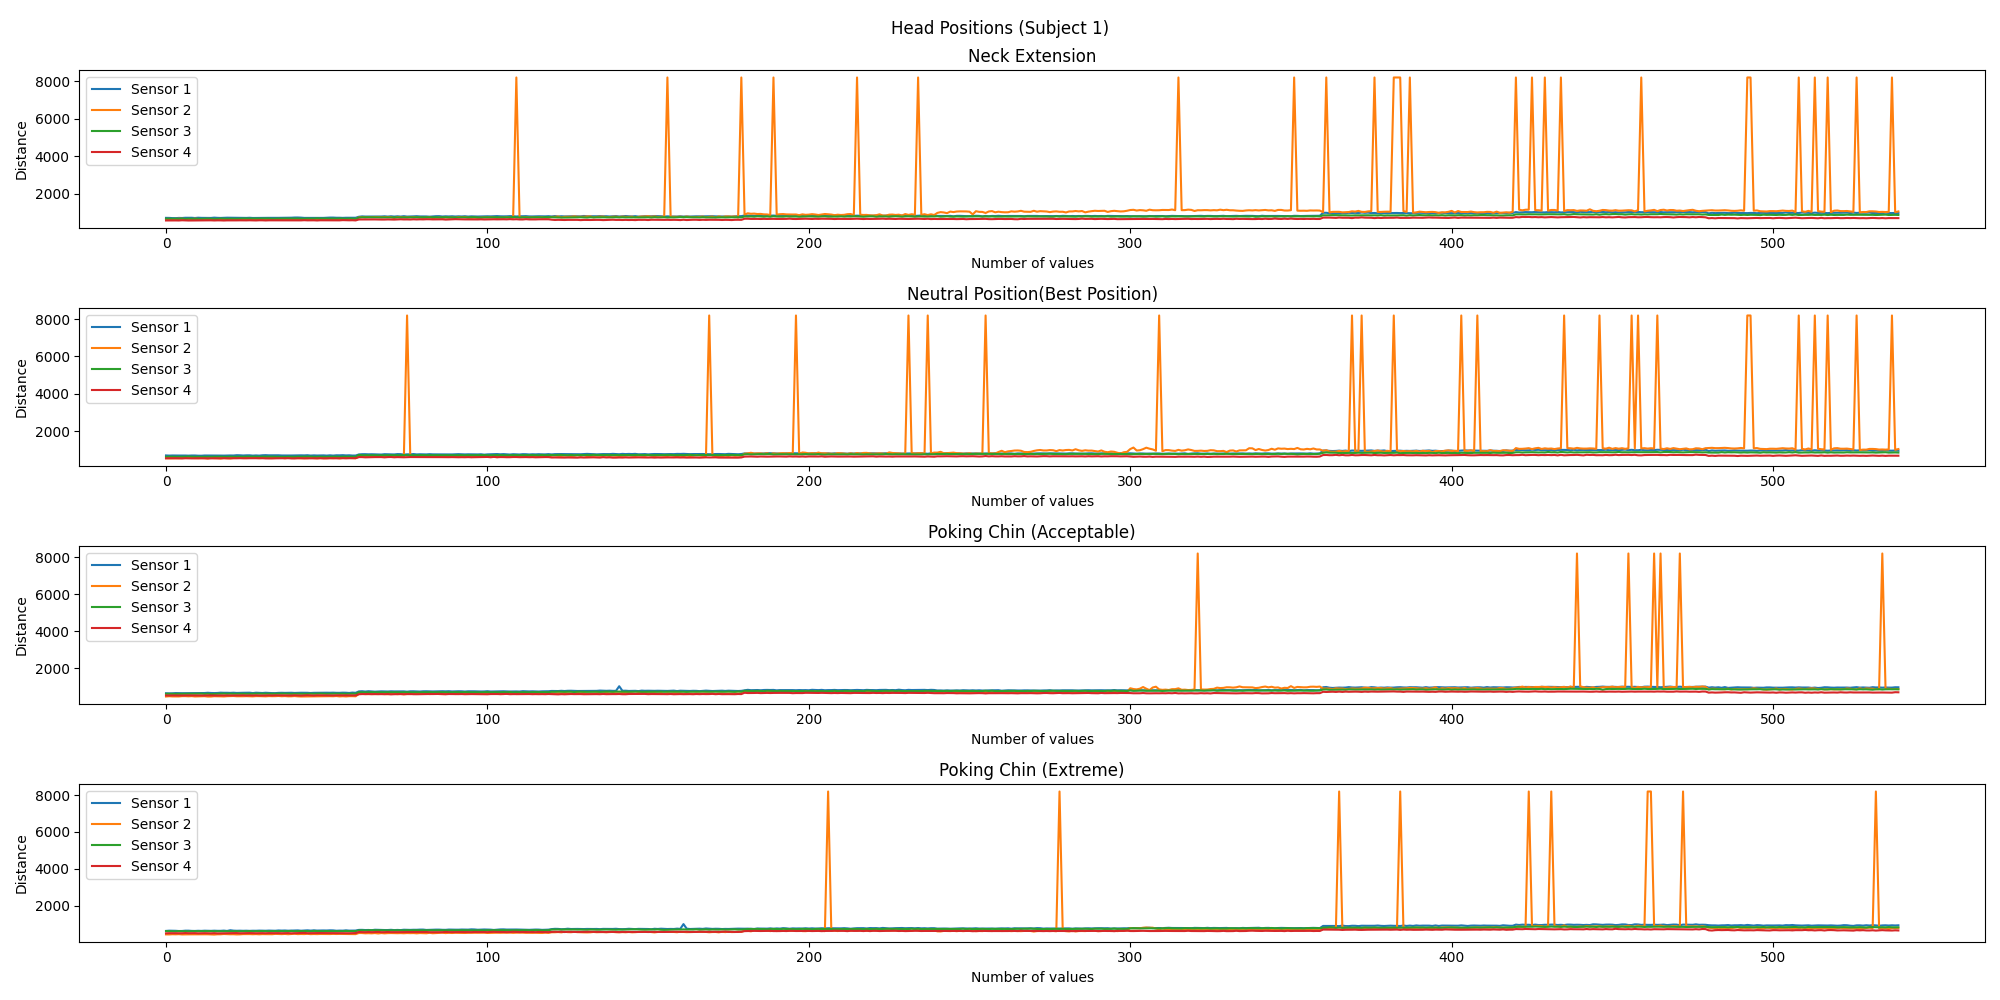 Head Positions (Subject 1)
Neck Extension
8000
6000
4000
2000
Distance
Sensor 1
Sensor 2
Sensor 3
Sensor 4
0 100 200 300 400 500
Number of values
Neutral Position(Best Position)
8000
6000
4000
2000
Distance
Sensor 1
Sensor 2
Sensor 3
Sensor 4
0 100 200 300 400 500
Number of values
Poking Chin (Acceptable)
8000
6000
4000
2000
Distance
Sensor 1
Sensor 2
Sensor 3
Sensor 4
0 100 200 300 400 500
Number of values
Poking Chin (Extreme)
8000
6000
4000
2000
Distance
Sensor 1
Sensor 2
Sensor 3
Sensor 4
0 100 200 300 400 500
Number of values